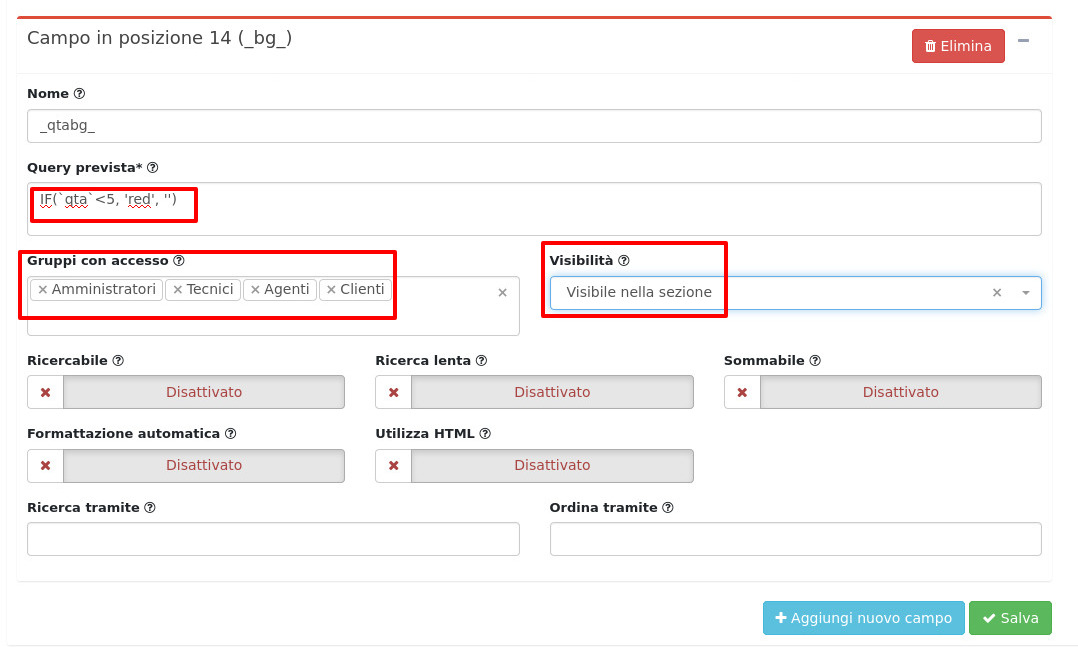 Campo in posizione 14 (_bg_)
Elimina
Nome
_qtabg_
Query prevista*
IF(`qta`<5, 'red', '')
Gruppi con accesso
Visibilità
× Amministratori × Tecnici × Agenti × Clienti ×
Visibile nella sezione ×
Ricercabile
Ricerca lenta
Sommabile
Disattivato
Disattivato
Disattivato
Formattazione automatica
Utilizza HTML
Disattivato
Disattivato
Ricerca tramite
Ordina tramite
Aggiungi nuovo campo
Salva